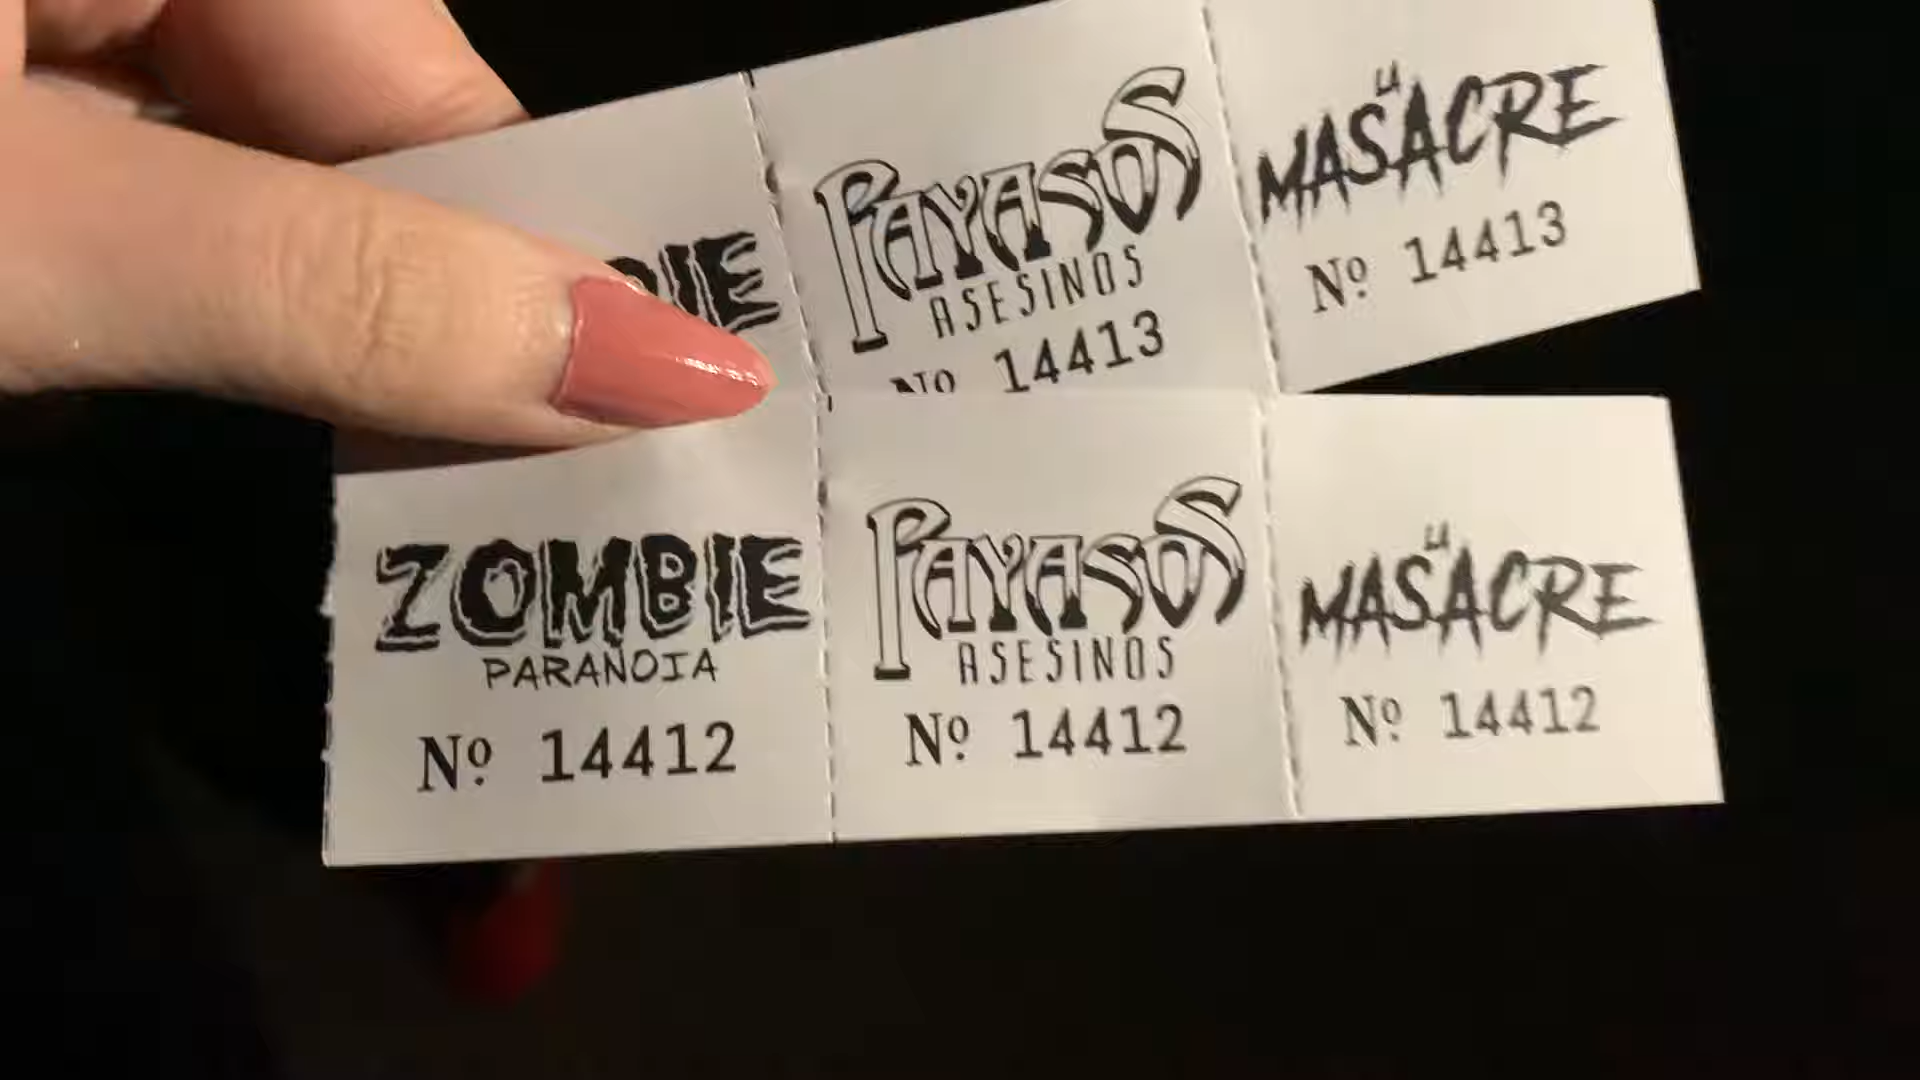 PAYASOS
ASESINOS
Nº 14413
LA
MASACRE
Nº 14413
ZOMBIE
PARANOIA
Nº 14412
PAYASOS
ASESINOS
Nº 14412
LA
MASACRE
Nº 14412